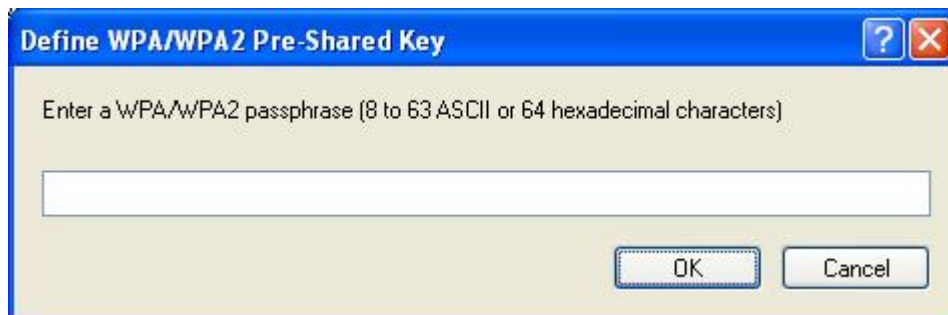 Define WPA/WPA2 Pre-Shared Key
?
Enter a WPA/WPA2 passphrase (8 to 63 ASCII or 64 hexadecimal characters)
OK Cancel